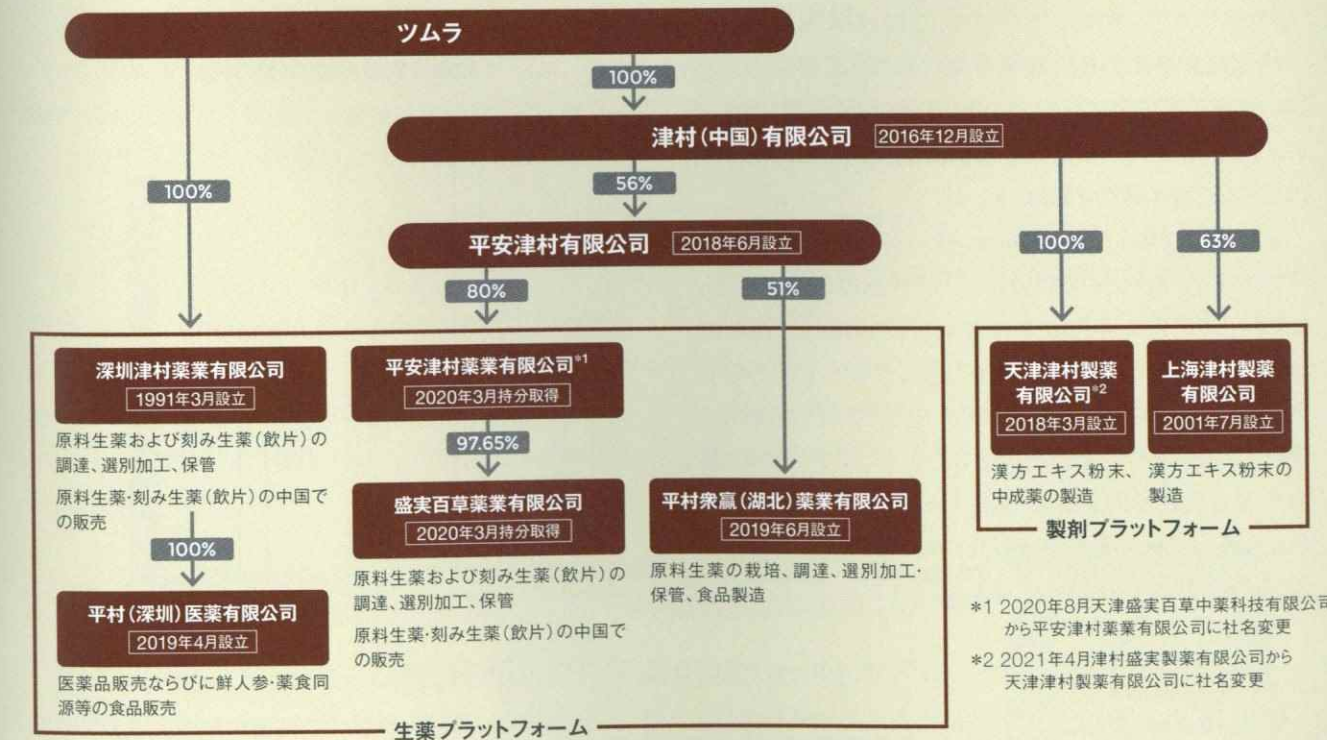 ツムラ
100%
津村(中国)有限公司 2016年12月設立
100%
56%
平安津村有限公司 2018年6月設立
100%
63%
80%
51%
深圳津村薬業有限公司
1991年3月設立
原料生薬および刻み生薬(飲片)の
調達、選別加工、保管
原料生薬・刻み生薬(飲片)の中国で
の販売
100%
平村(深圳)医薬有限公司
2019年4月設立
医薬品販売ならびに鮮人参・薬食同
源等の食品販売
平安津村薬業有限公司*1
2020年3月持分取得
97.65%
盛実百草薬業有限公司
2020年3月持分取得
原料生薬および刻み生薬(飲片)の
調達、選別加工、保管
原料生薬・刻み生薬(飲片)の中国で
の販売
平村衆贏(湖北)薬業有限公司
2019年6月設立
原料生薬の栽培、調達、選別加工・
保管、食品製造
生薬プラットフォーム
天津津村製薬
有限公司*2
2018年3月設立
漢方エキス粉末、
中成薬の製造
上海津村製薬
有限公司
2001年7月設立
漢方エキス粉末の
製造
製剤プラットフォーム
*1 2020年8月天津盛実百草中薬科技有限公司
から平安津村薬業有限公司に社名変更
*2 2021年4月津村盛実製薬有限公司から
天津津村製薬有限公司に社名変更